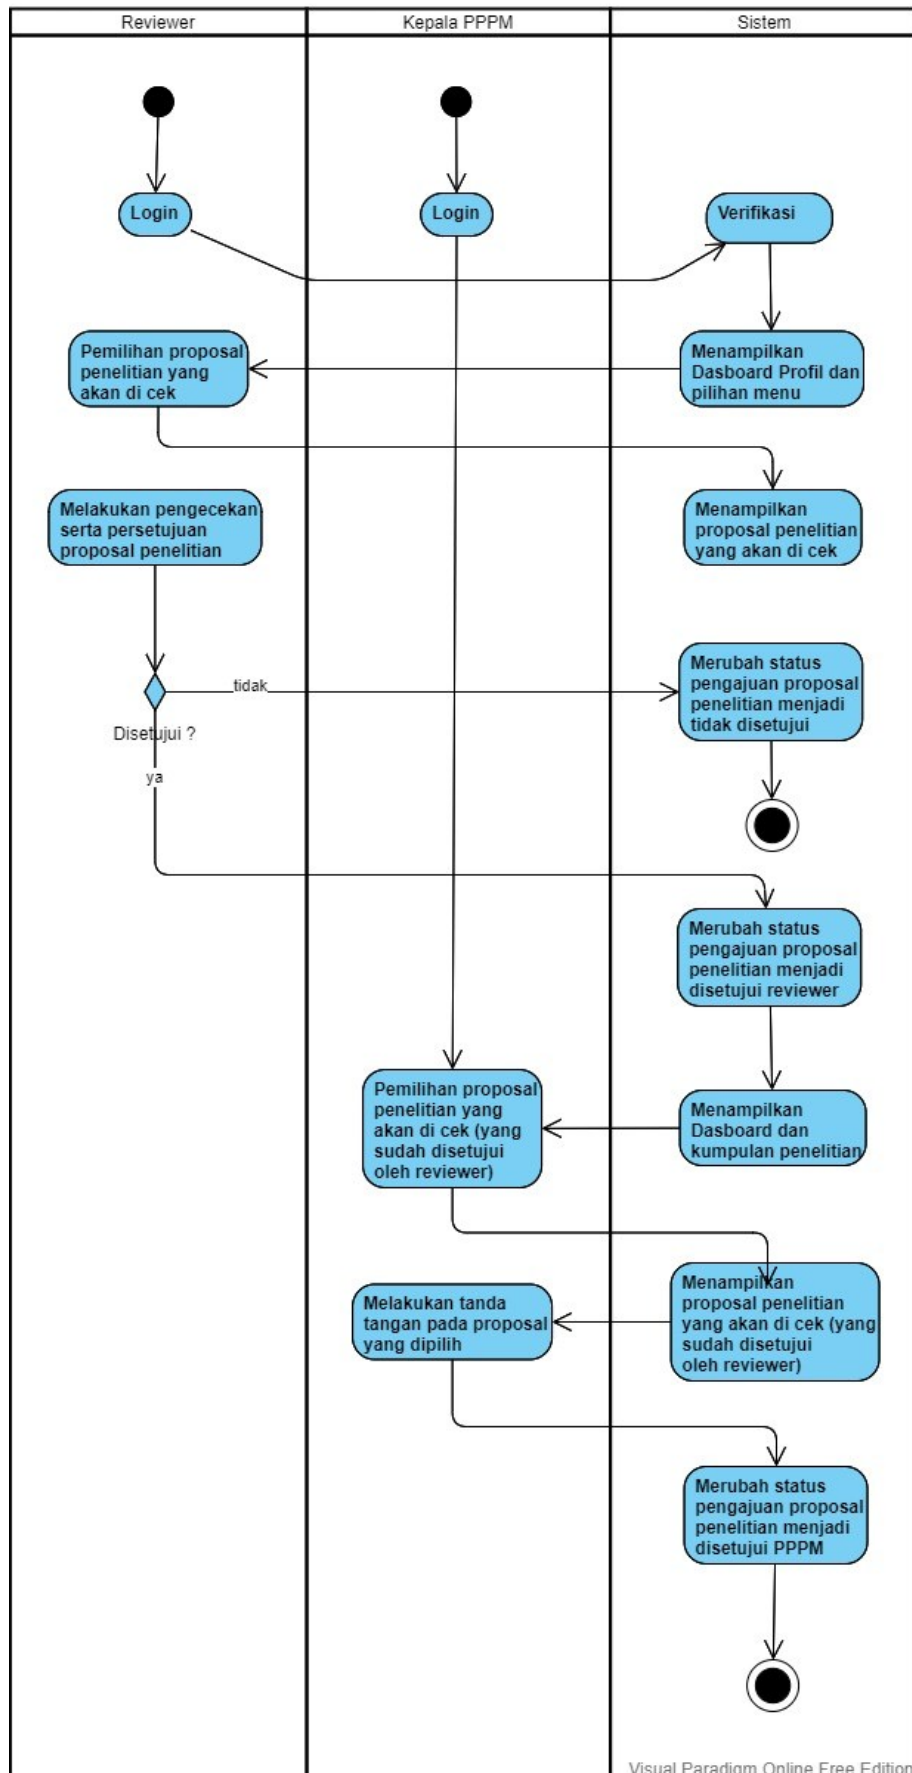 Reviewer
Kepala PPPM
Sistem
Login
Login
Verifikasi
Pemilihan proposal
penelitian yang
akan di cek
Menampilkan
Dasboard Profil dan
pilihan menu
Melakukan pengecekan
serta persetujuan
proposal penelitian
Menampilkan
proposal penelitian
yang akan di cek
tidak
Disetujui ?
ya
Merubah status
pengajuan proposal
penelitian menjadi
tidak disetujui
Merubah status
pengajuan proposal
penelitian menjadi
disetujui reviewer
Pemilihan proposal
penelitian yang
akan di cek (yang
sudah disetujui
oleh reviewer)
Menampilkan
Dasboard dan
kumpulan penelitian
Melakukan tanda
tangan pada proposal
yang dipilih
Menampilkan
proposal penelitian
yang akan di cek (yang
sudah disetujui
oleh reviewer)
Merubah status
pengajuan proposal
penelitian menjadi
disetujui PPPM
Visual Paradigm Online Free Edition